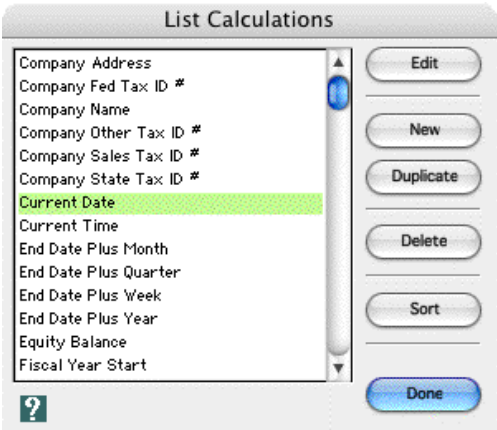 List Calculations
Company Address
Company Fed Tax ID #
Company Name
Company Other Tax ID #
Company Sales Tax ID #
Company State Tax ID #
Current Date
Current Time
End Date Plus Month
End Date Plus Quarter
End Date Plus Week
End Date Plus Year
Equity Balance
Fiscal Year Start
Edit
New
Duplicate
Delete
Sort
Done
?